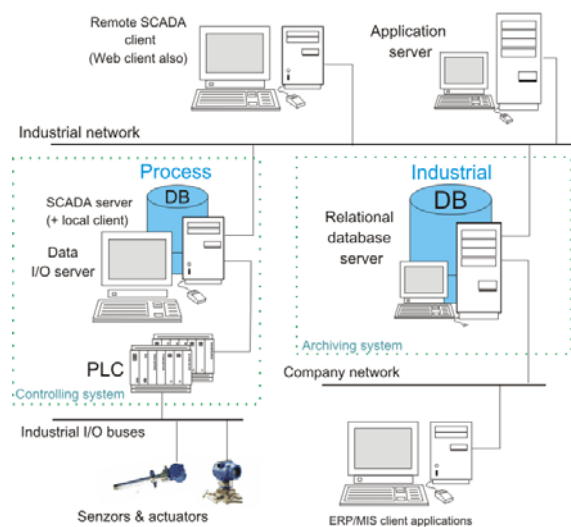 Remote SCADA
client
(Web client also)
Application
server
Industrial network
Process
DB
SCADA server
(+ local client)
Data
I/O server
PLC
Controlling system
Industrial
DB
Relational
database
server
Archiving system
Company network
Industrial I/O buses
Senzors & actuators
ERP/MIS client applications